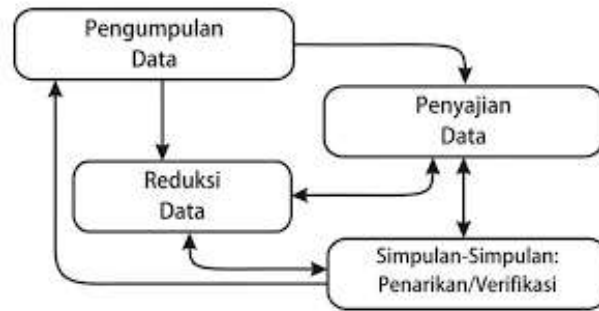 Pengumpulan
Data
Penyajian
Data
Reduksi
Data
Simpulan-Simpulan:
Penarikan/Verifikasi